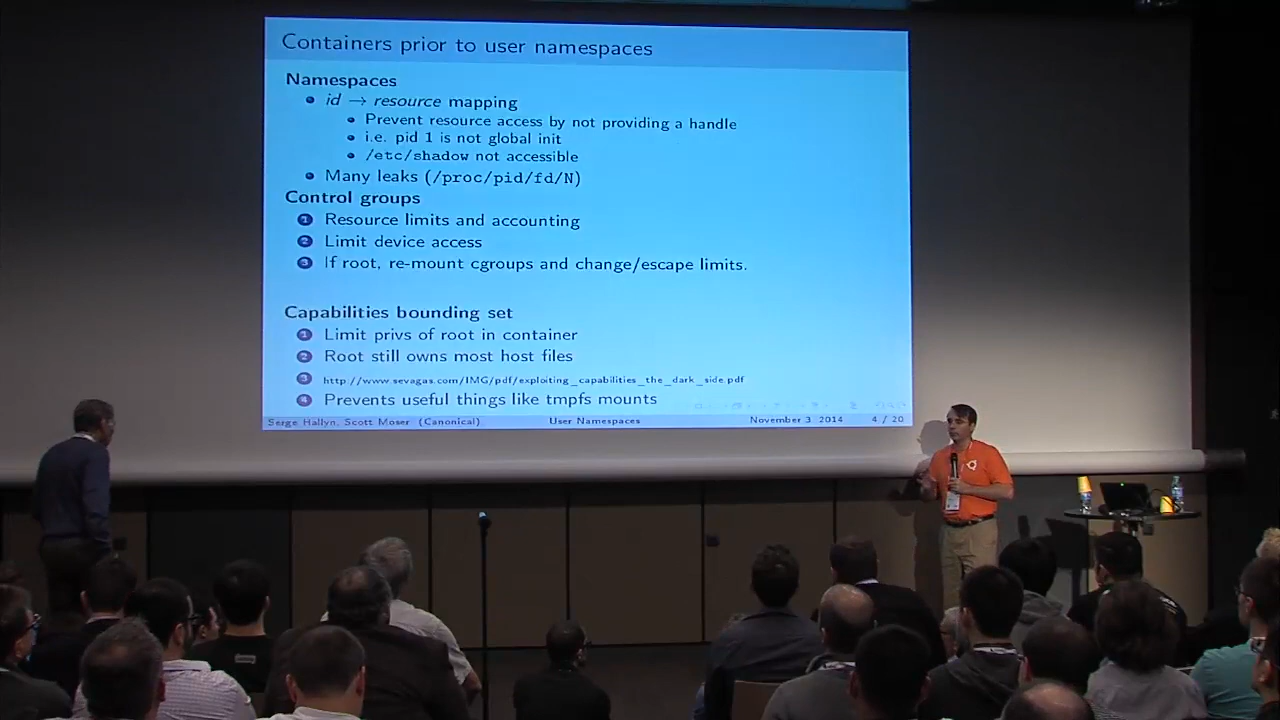 Containers prior to user namespaces
Namespaces
id → resource mapping
Prevent resource access by not providing a handle
i.e. pid 1 is not global init
/etc/shadow not accessible
Many leaks (/proc/pid/fd/N)
Control groups
1 Resource limits and accounting
2 Limit device access
3 If root, re-mount cgroups and change/escape limits.
Capabilities bounding set
1 Limit privs of root in container
2 Root still owns most host files
3 http://www.sevagas.com/IMG/pdf/exploiting_capabilities_the_dark_side.pdf
4 Prevents useful things like tmpfs mounts
Serge Hallyn, Scott Moser (Canonical) User Namespaces November 3 2014 4 / 20